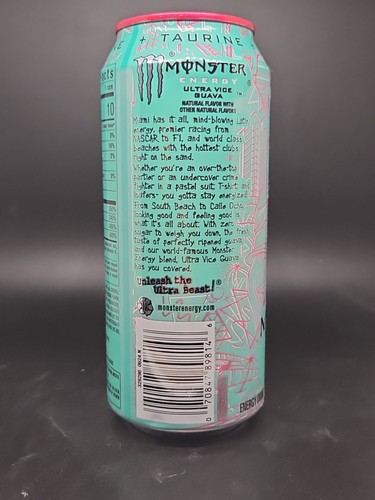 + TAURINE
MONSTER
ENERGY
ULTRA VICE
GUAVA™
NATURAL FLAVOR WITH
OTHER NATURAL FLAVORS
Miami has it all, mind-blowing Latin
energy, premier racing from
NASCAR to F1, and world class
beaches with the hottest clubs
right on the sand.
Whether you're an over-the-top
partier or an undercover crime
fighter in a pastel suit, T-shirt and
loafers- you gotta stay energized.
From South Beach to Calle Ocho
looking good and feeling good is
what it's all about. With zero
sugar to weigh you down, the fresh
taste of perfectly ripened guava
and our world-famous Monster
Energy blend, Ultra Vice Guava
has you covered.
Unleash the
Ultra Beast!®
monsterenergy.com
0 70847 89814 6
ENERGY
10